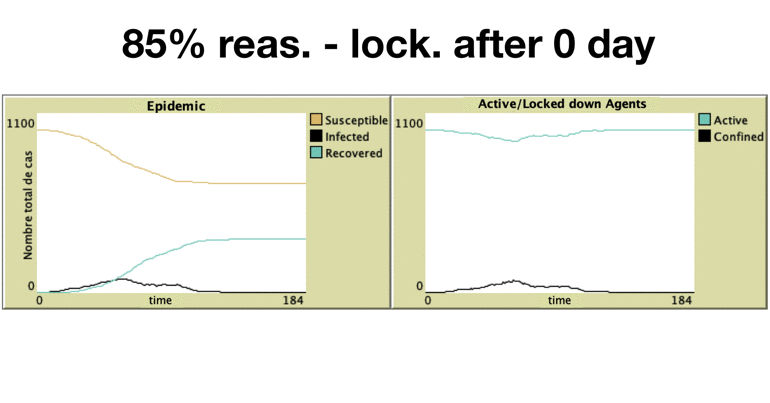 85% reas. - lock. after 0 day
Epidemic
1100
Nombre total de cas
0
0
time
184
Susceptible
Infected
Recovered
Active/Locked down Agents
1100
0
0
time
184
Active
Confined